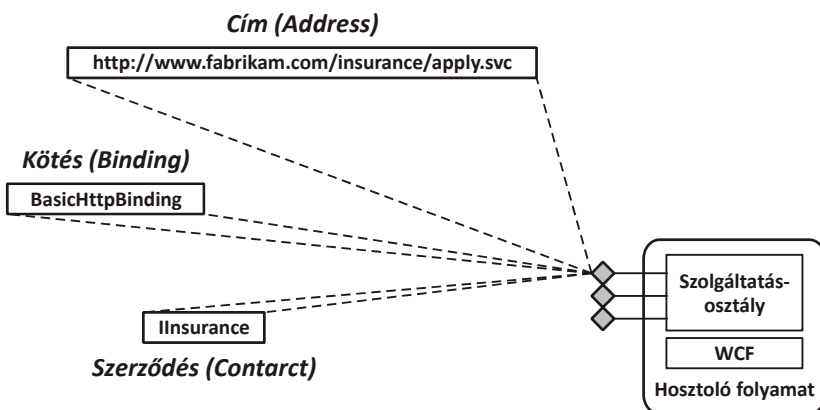 Cím (Address)
http://www.fabrikam.com/insurance/apply.svc
Kötés (Binding)
BasicHttpBinding
IInsurance
Szerződés (Contarct)
Szolgáltatás-
osztály
WCF
Hosztoló folyamat